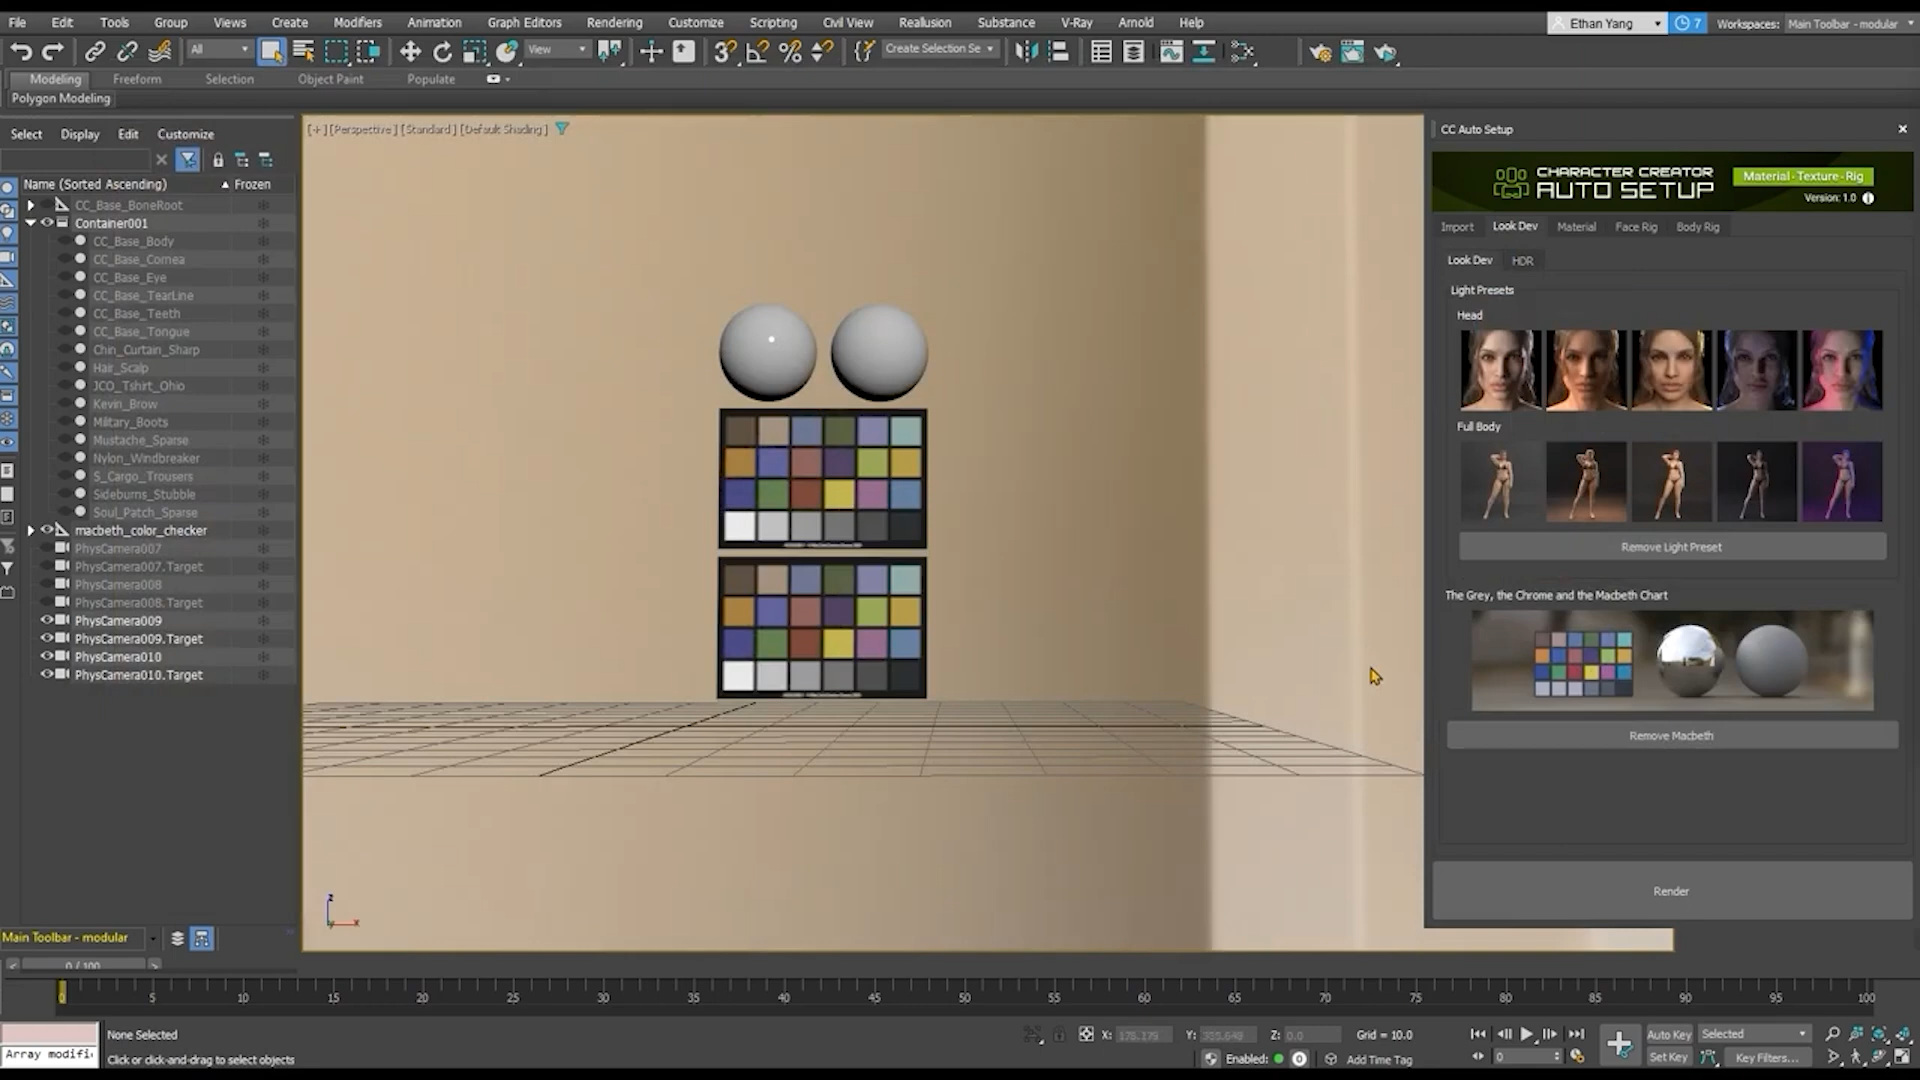 File Edit Tools Group Views Create Modifiers Animation Graph Editors Rendering Customize Scripting Civil View Reallusion Substance V-Ray Arnold Help Ethan Yang 7 Workspaces: Main Toolbar - modular
All View Create Selection Se
Modeling Freeform Selection Object Paint Populate
Polygon Modeling
Select Display Edit Customize
Name (Sorted Ascending) Frozen
CC_Base_BoneRoot
Container001
CC_Base_Body
CC_Base_Cornea
CC_Base_Eye
CC_Base_TearLine
CC_Base_Teeth
CC_Base_Tongue
Chin_Curtain_Sharp
Hair_Scalp
JCO_Tshirt_Ohio
Kevin_Brow
Military_Boots
Mustache_Sparse
Nylon_Windbreaker
S_Cargo_Trousers
Sideburns_Stubble
Soul_Patch_Sparse
macbeth_color_checker
PhysCamera007
PhysCamera007.Target
PhysCamera008
PhysCamera008.Target
PhysCamera009
PhysCamera009.Target
PhysCamera010
PhysCamera010.Target
[+] [Perspective] [Standard] [Default Shading]
z
x
CC Auto Setup
CHARACTER CREATOR
AUTO SETUP
Material-Texture-Rig
Version: 1.0
Import Look Dev Material Face Rig Body Rig
Look Dev HDR
Light Presets
Head
Full Body
Remove Light Preset
The Grey, the Chrome and the Macbeth Chart
Remove Macbeth
Render
Main Toolbar - modular
< 0 / 100 >
0 5 10 15 20 25 30 35 40 45 50 55 60 65 70 75 80 85 90 95 100
None Selected X: Y: Z: 0.0 Grid = 10.0 Auto Key Selected
Array modifi Click or click-and-drag to select objects Enabled: Add Time Tag 0 Set Key Key Filters...